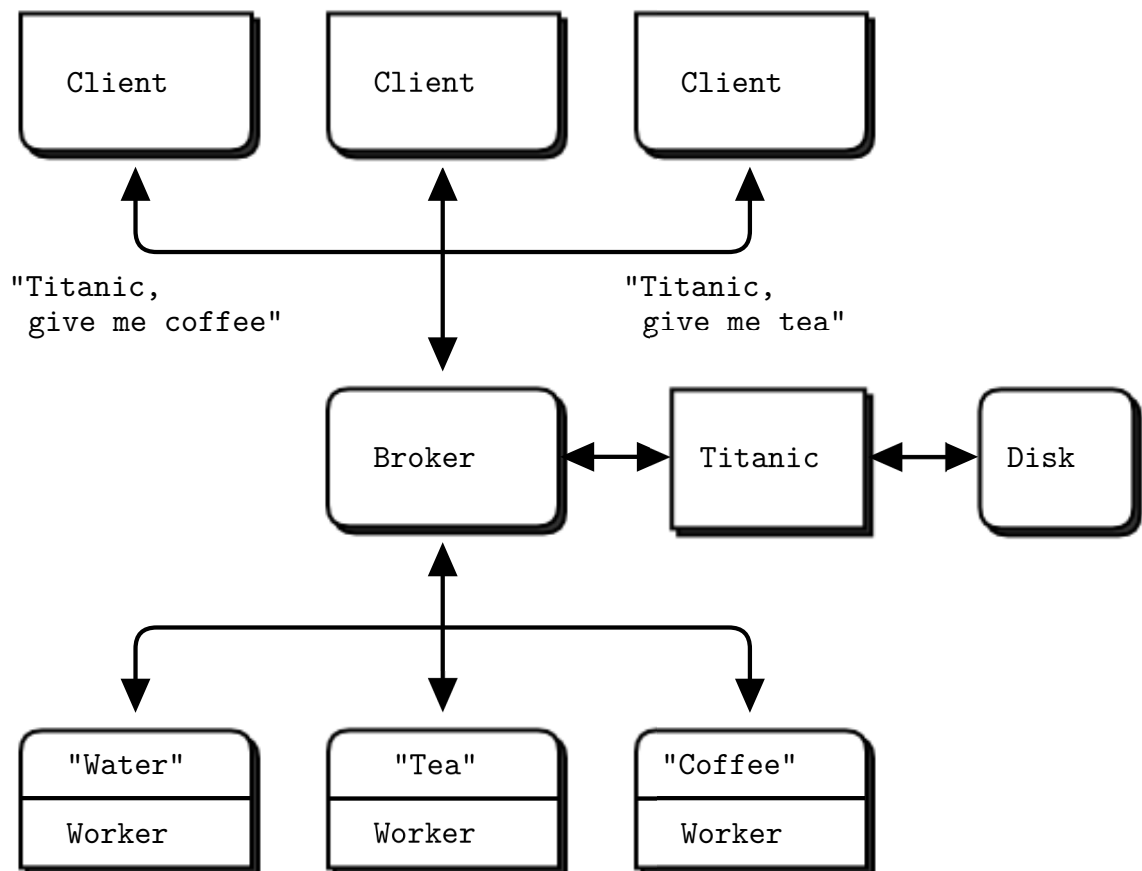 Client
Client
Client
"Titanic,
give me coffee"
"Titanic,
give me tea"
Broker
Titanic
Disk
"Water"
"Tea"
"Coffee"
Worker
Worker
Worker